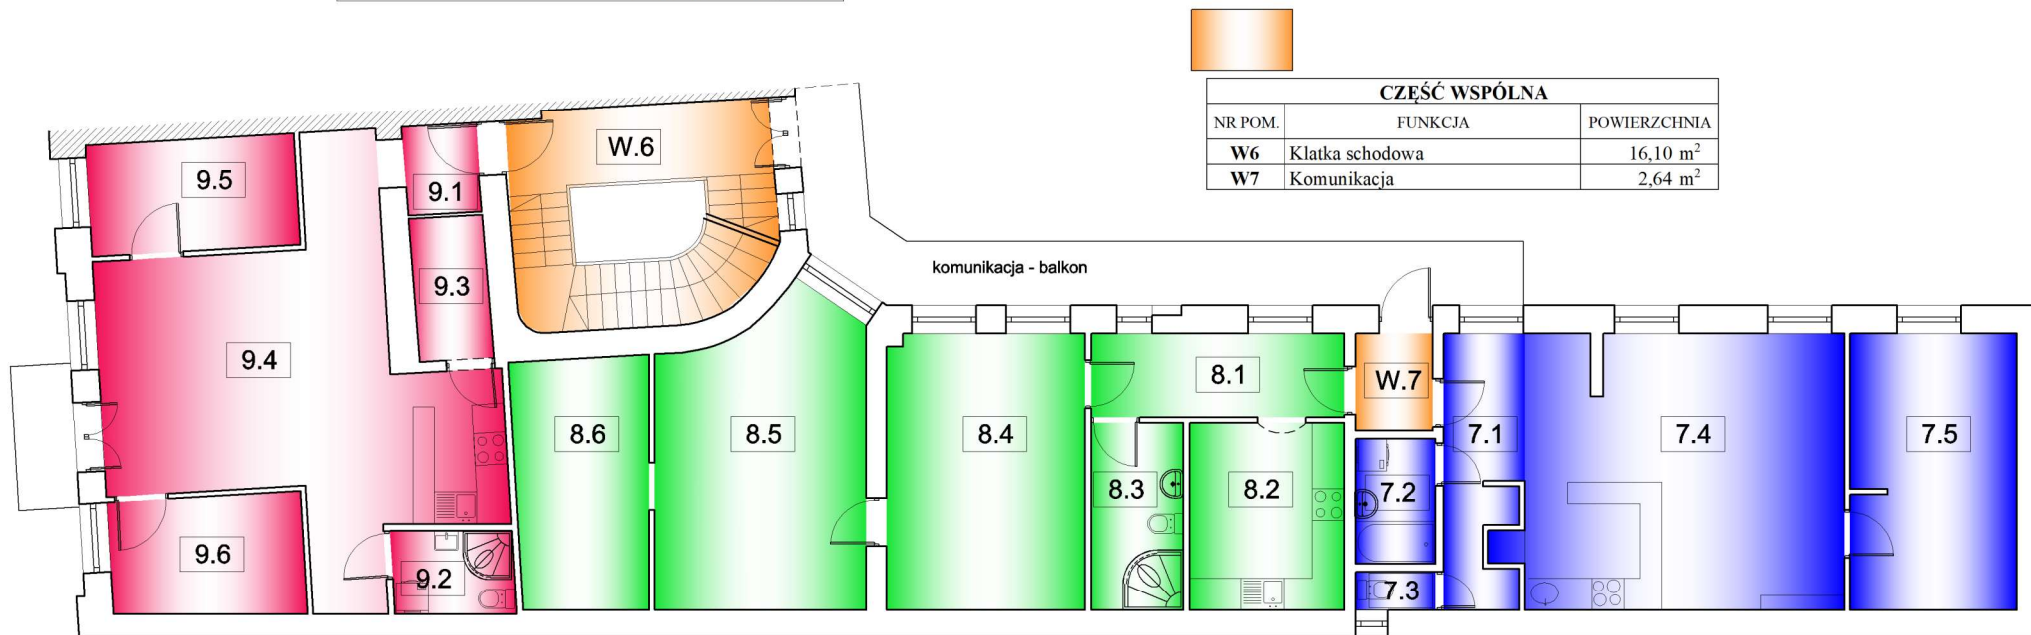 CZĘŚĆ WSPÓLNA
NR POM. FUNKCJA POWIERZCHNIA
W6 Klatka schodowa 16,10 m²
W7 Komunikacja 2,64 m²
W.6
9.5
9.1
9.3
komunikacja - balkon
9.4
8.1
W.7
8.6
8.5
8.4
7.1
7.4
7.5
8.3
8.2
7.2
9.6
9.2
7.3